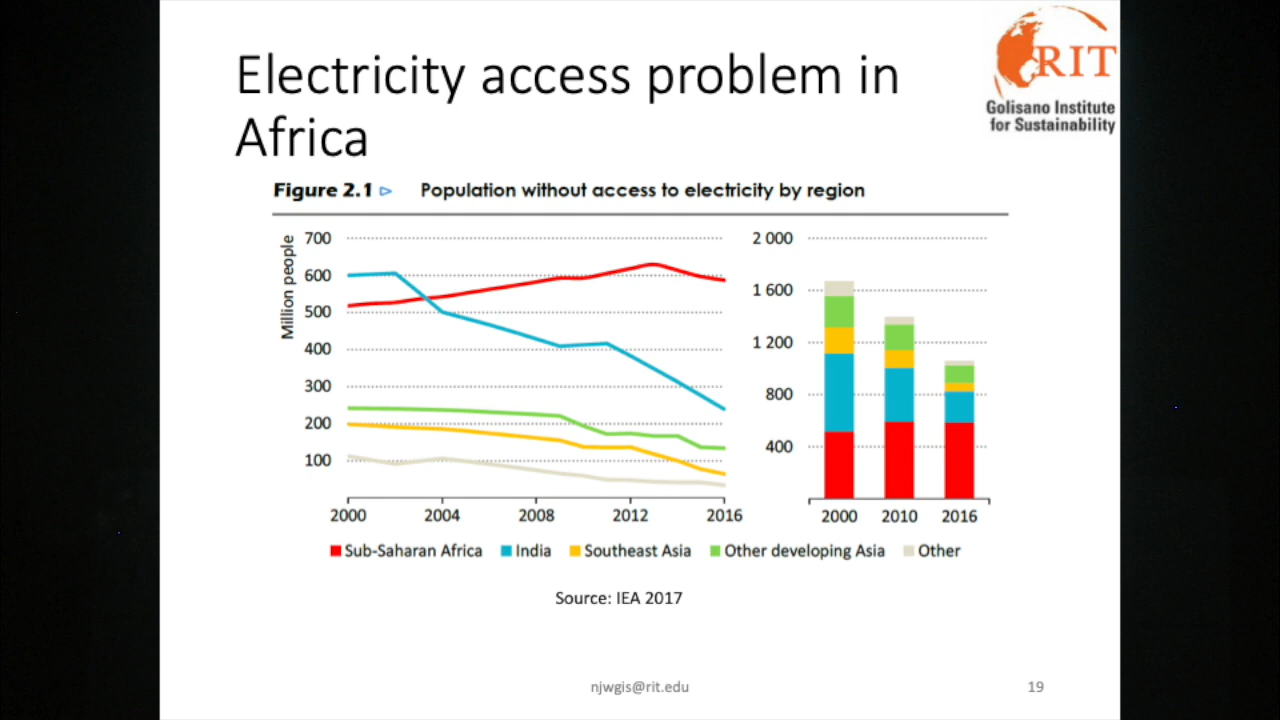 Electricity access problem in
Africa
RIT
Golisano Institute
for Sustainability
Figure 2.1 ▷ Population without access to electricity by region
Million people
700
600
500
400
300
200
100
2000 2004 2008 2012 2016
2 000
1 600
1 200
800
400
2000 2010 2016
Sub-Saharan Africa India Southeast Asia Other developing Asia Other
Source: IEA 2017
njwgis@rit.edu 19